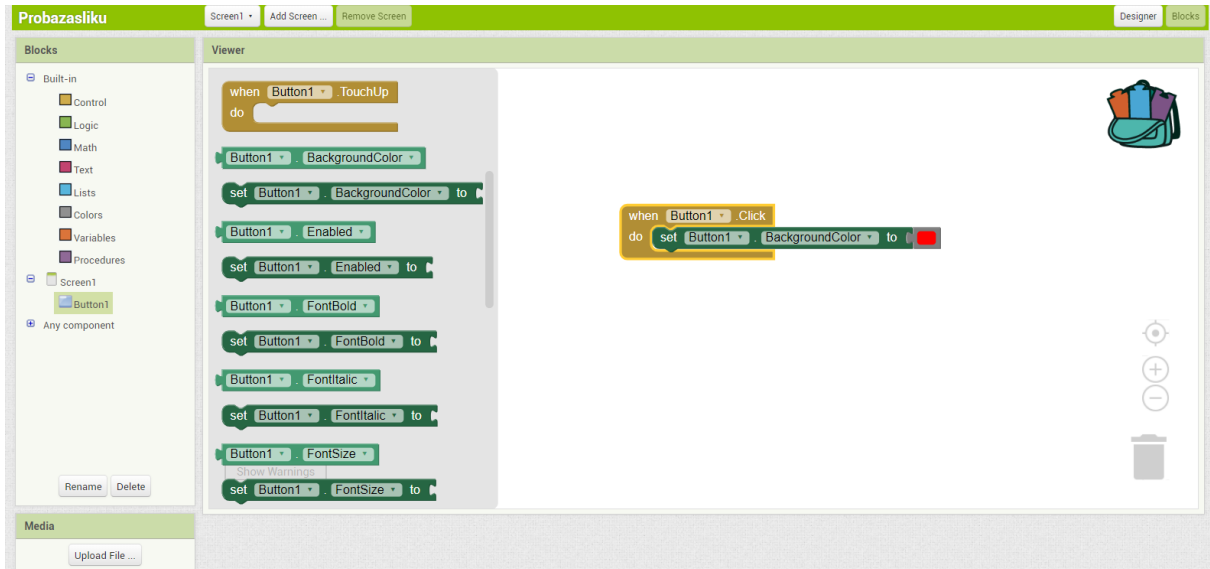 Probazasliku
Screen1 Add Screen ... Remove Screen
Designer Blocks
Blocks
Built-in
Control
Logic
Math
Text
Lists
Colors
Variables
Procedures
Screen1
Button1
Any component
Rename Delete
Media
Upload File ...
Viewer
when Button1 .TouchUp
do
Button1 . BackgroundColor
set Button1 . BackgroundColor to
Button1 . Enabled
set Button1 . Enabled to
Button1 . FontBold
set Button1 . FontBold to
Button1 . FontItalic
set Button1 . FontItalic to
Button1 . FontSize
Show Warnings
set Button1 . FontSize to
when Button1 .Click
do set Button1 . BackgroundColor to